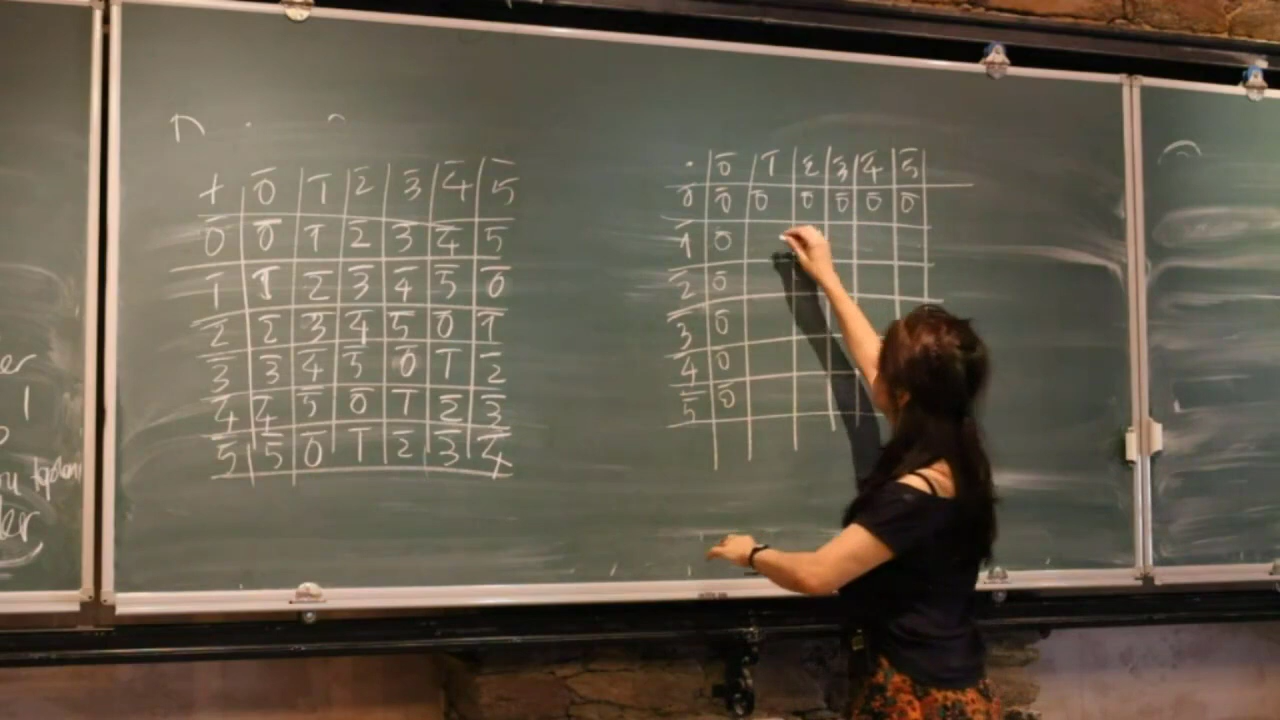 + 0̅ 1̅ 2̅ 3̅ 4̅ 5̅
0̅ 0̅ 1̅ 2̅ 3̅ 4̅ 5̅
1̅ 1̅ 2̅ 3̅ 4̅ 5̅ 0̅
2̅ 2̅ 3̅ 4̅ 5̅ 0̅ 1̅
3̅ 3̅ 4̅ 5̅ 0̅ 1̅ 2̅
4̅ 4̅ 5̅ 0̅ 1̅ 2̅ 3̅
5̅ 5̅ 0̅ 1̅ 2̅ 3̅ 4̅
· 0̅ 1̅ 2̅ 3̅ 4̅ 5̅
0̅ 0̅ 0̅ 0̅ 0̅ 0̅ 0̅
1̅ 0̅
2̅ 0̅
3̅ 0̅
4̅ 0̅
5̅ 0̅